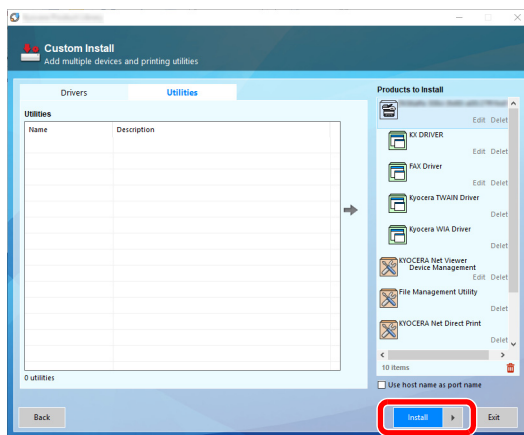 Custom Install
Add multiple devices and printing utilities
Drivers
Utilities
Utilities
Name
Description
0 utilities
Products to Install
Edit Delet
KX DRIVER
Edit Delet
FAX Driver
Edit Delet
Kyocera TWAIN Driver
Delet
Kyocera WIA Driver
Delet
KYOCERA Net Viewer
Device Management
Edit Delet
File Management Utility
Delet
KYOCERA Net Direct Print
Delet
10 items
Use host name as port name
Back
Install
Exit